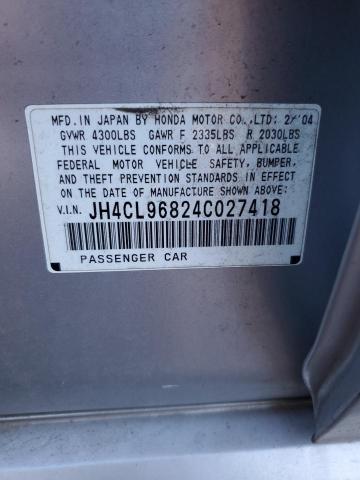 MFD.IN JAPAN BY HONDA MOTOR CO.,LTD: 2/'04
GVWR 4300LBS GAWR F 2335LBS R 2030LBS
THIS VEHICLE CONFORMS TO ALL APPLICABLE
FEDERAL MOTOR VEHICLE SAFETY, BUMPER,
AND THEFT PREVENTION STANDARDS IN EFFECT
ON THE DATE OF MANUFACTURE SHOWN ABOVE:
V.I.N. JH4CL96824C027418
PASSENGER CAR